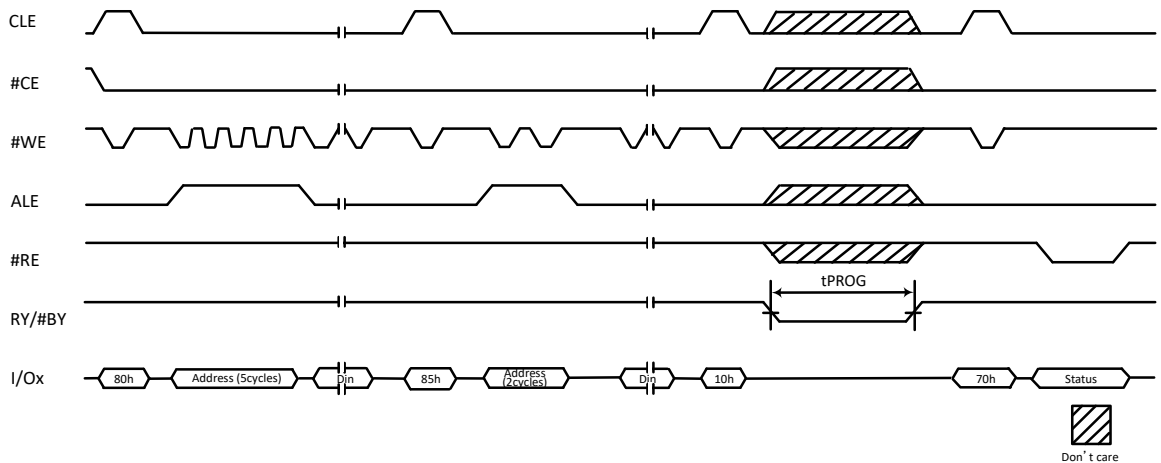 CLE
#CE
#WE
ALE
#RE
tPROG
RY/#BY
I/Ox
80h
Address (5cycles)
Din
85h
Address
(2cycles)
Din
10h
70h
Status
Don’t care